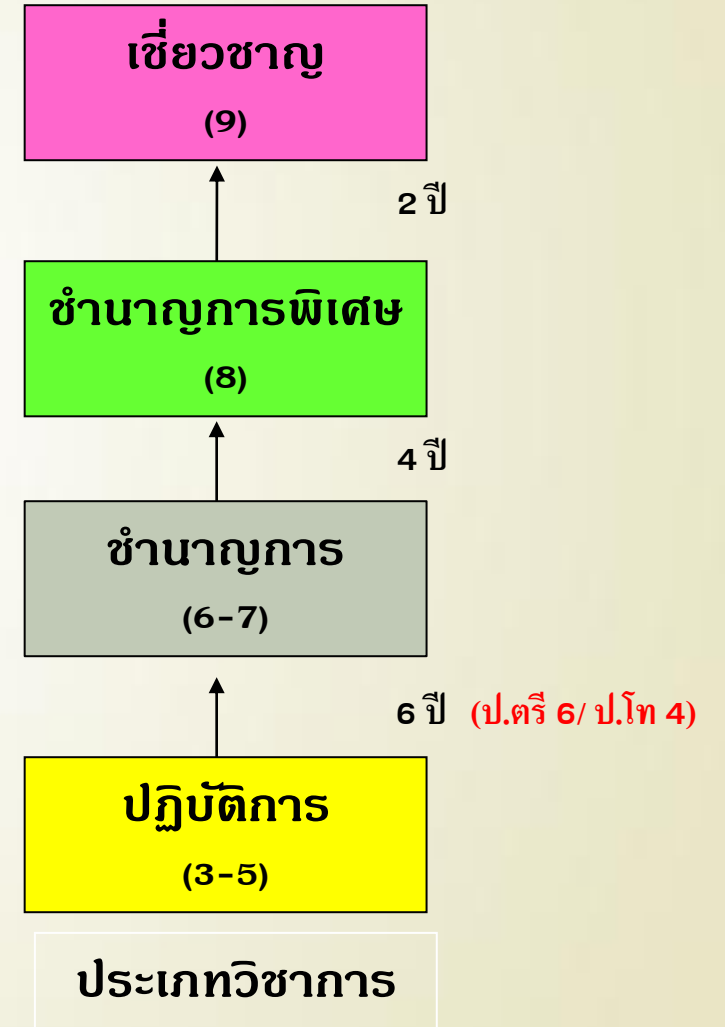 เชี่ยวชาญ
(9)
2 ปี
ชำนาญการพิเศษ
(8)
4 ปี
ชำนาญการ
(6-7)
6 ปี (ป.ตรี 6/ ป.โท 4)
ปฏิบัติการ
(3-5)
ประเภทวิชาการ